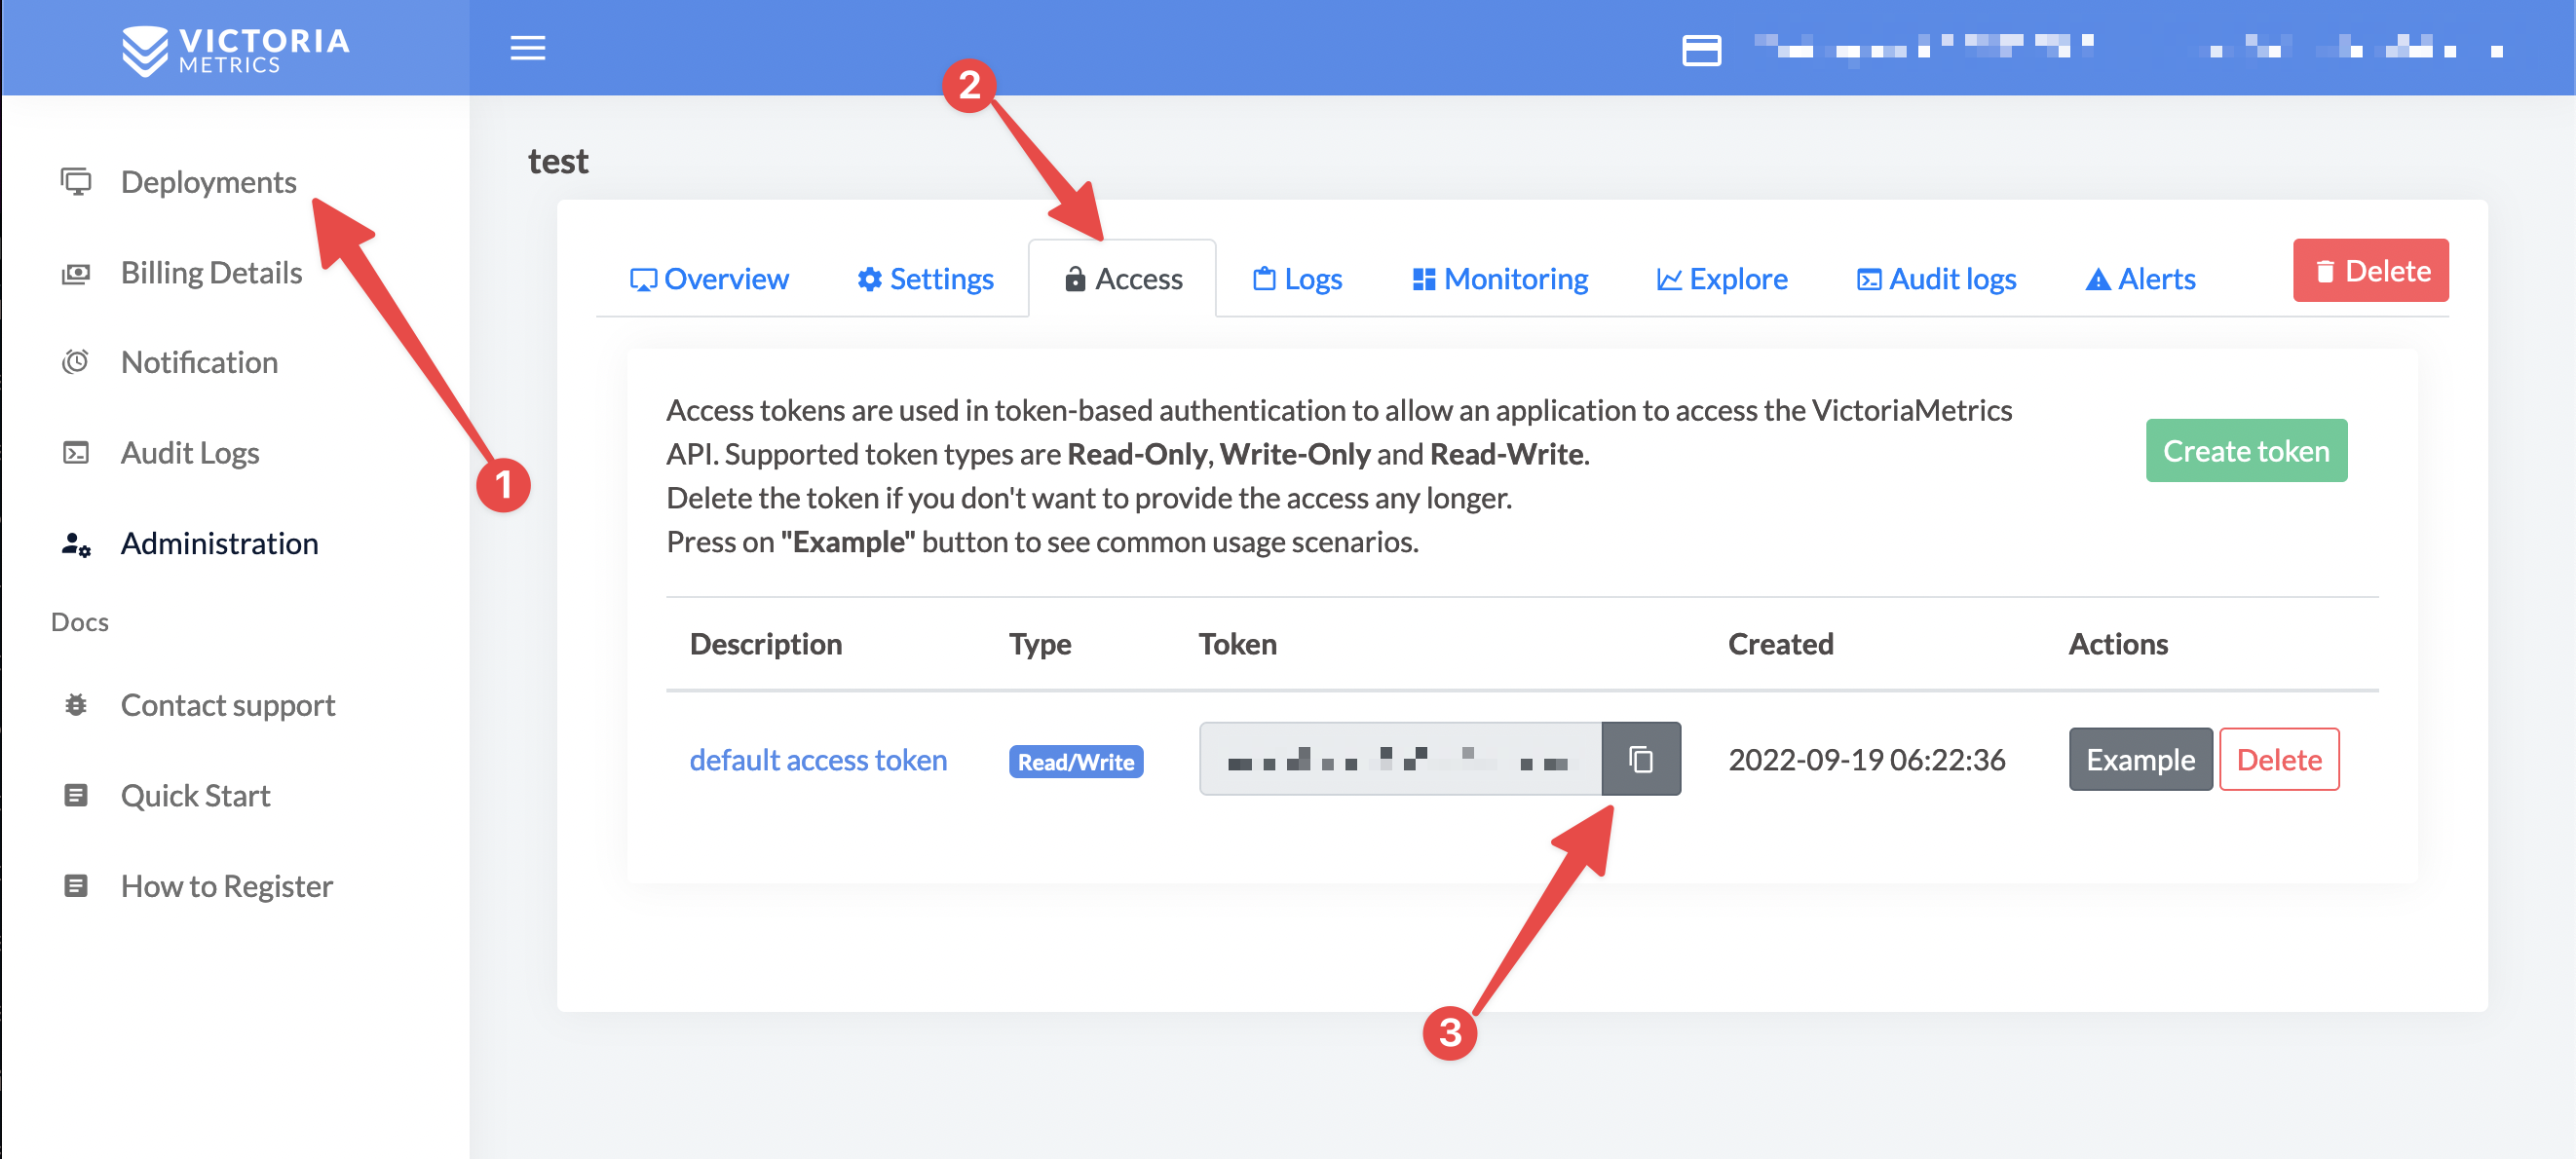 VICTORIA
METRICS
2
test
Deployments
Billing Details
Notification
Audit Logs
Administration
Docs
Contact support
Quick Start
How to Register
1
Overview
Settings
Access
Logs
Monitoring
Explore
Audit logs
Alerts
Delete
Access tokens are used in token-based authentication to allow an application to access the VictoriaMetrics
API. Supported token types are Read-Only, Write-Only and Read-Write.
Delete the token if you don't want to provide the access any longer.
Press on "Example" button to see common usage scenarios.
Create token
Description Type Token Created Actions
default access token Read/Write 2022-09-19 06:22:36 Example Delete
3